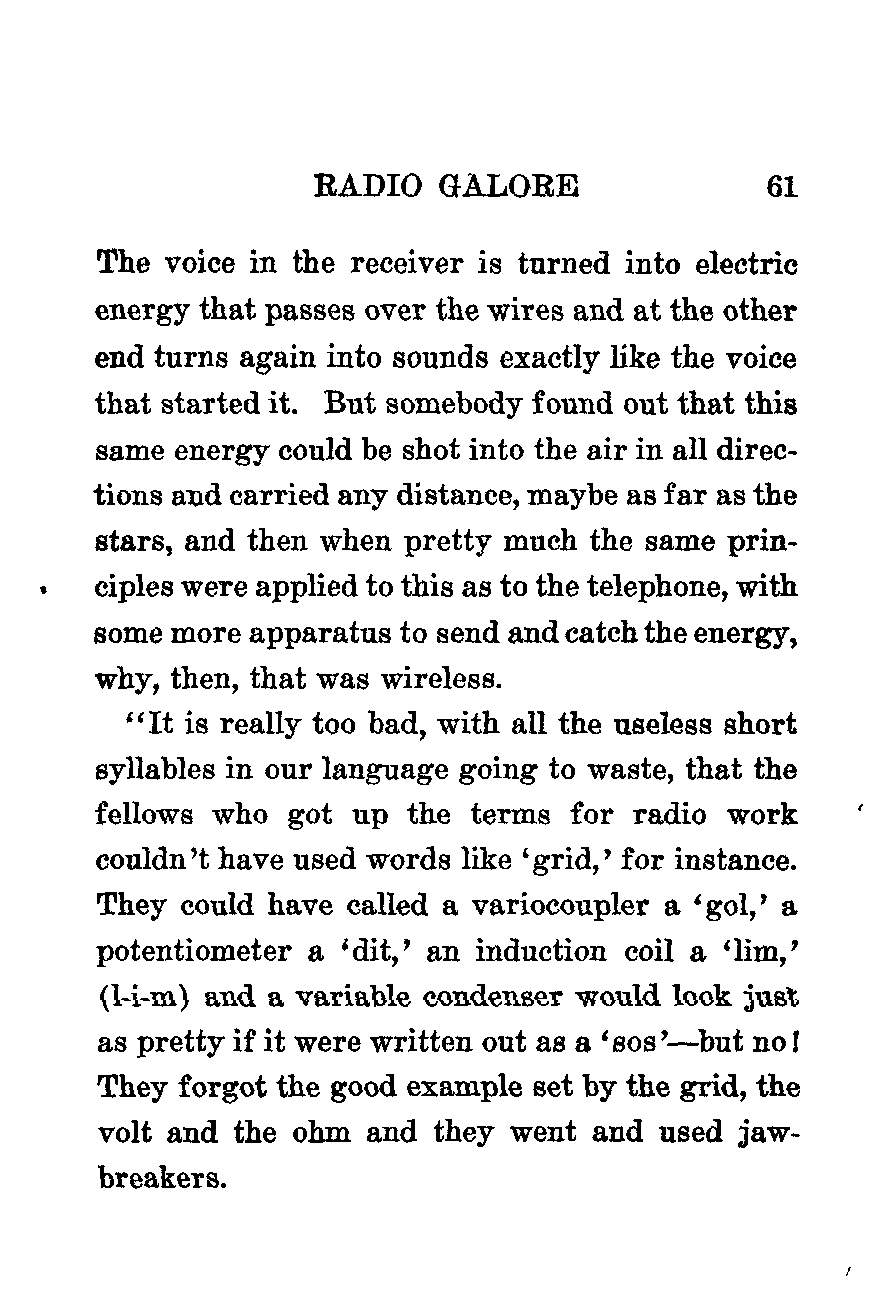 RADIO GALORE 61
The voice in the receiver is turned into electric
energy that passes over the wires and at the other
end turns again into sounds exactly like the voice
that started it. But somebody found out that this
same energy could be shot into the air in all direc-
tions and carried any distance, maybe as far as the
stars, and then when pretty much the same prin-
ciples were applied to this as to the telephone, with
some more apparatus to send and catch the energy,
why, then, that was wireless.
“It is really too bad, with all the useless short
syllables in our language going to waste, that the
fellows who got up the terms for radio work
couldn’t have used words like ‘grid,’ for instance.
They could have called a variocoupler a ‘gol,’ a
potentiometer a ‘dit,’ an induction coil a ‘lim,’
(l-i-m) and a variable condenser would look just
as pretty if it were written out as a ‘sos’—but no!
They forgot the good example set by the grid, the
volt and the ohm and they went and used jaw-
breakers.